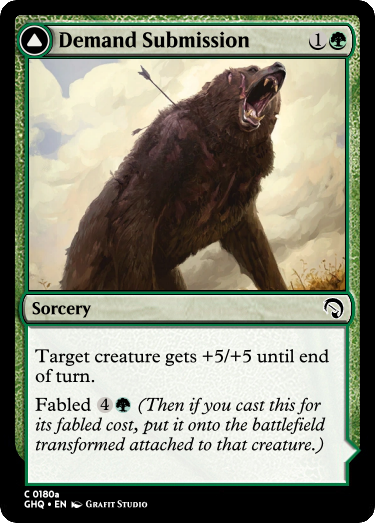 Demand Submission 1
Sorcery
Target creature gets +5/+5 until end
of turn.
Fabled 4 (Then if you cast this for
its fabled cost, put it onto the battlefield
transformed attached to that creature.)
C 0180a
GHQ • EN Grafit Studio